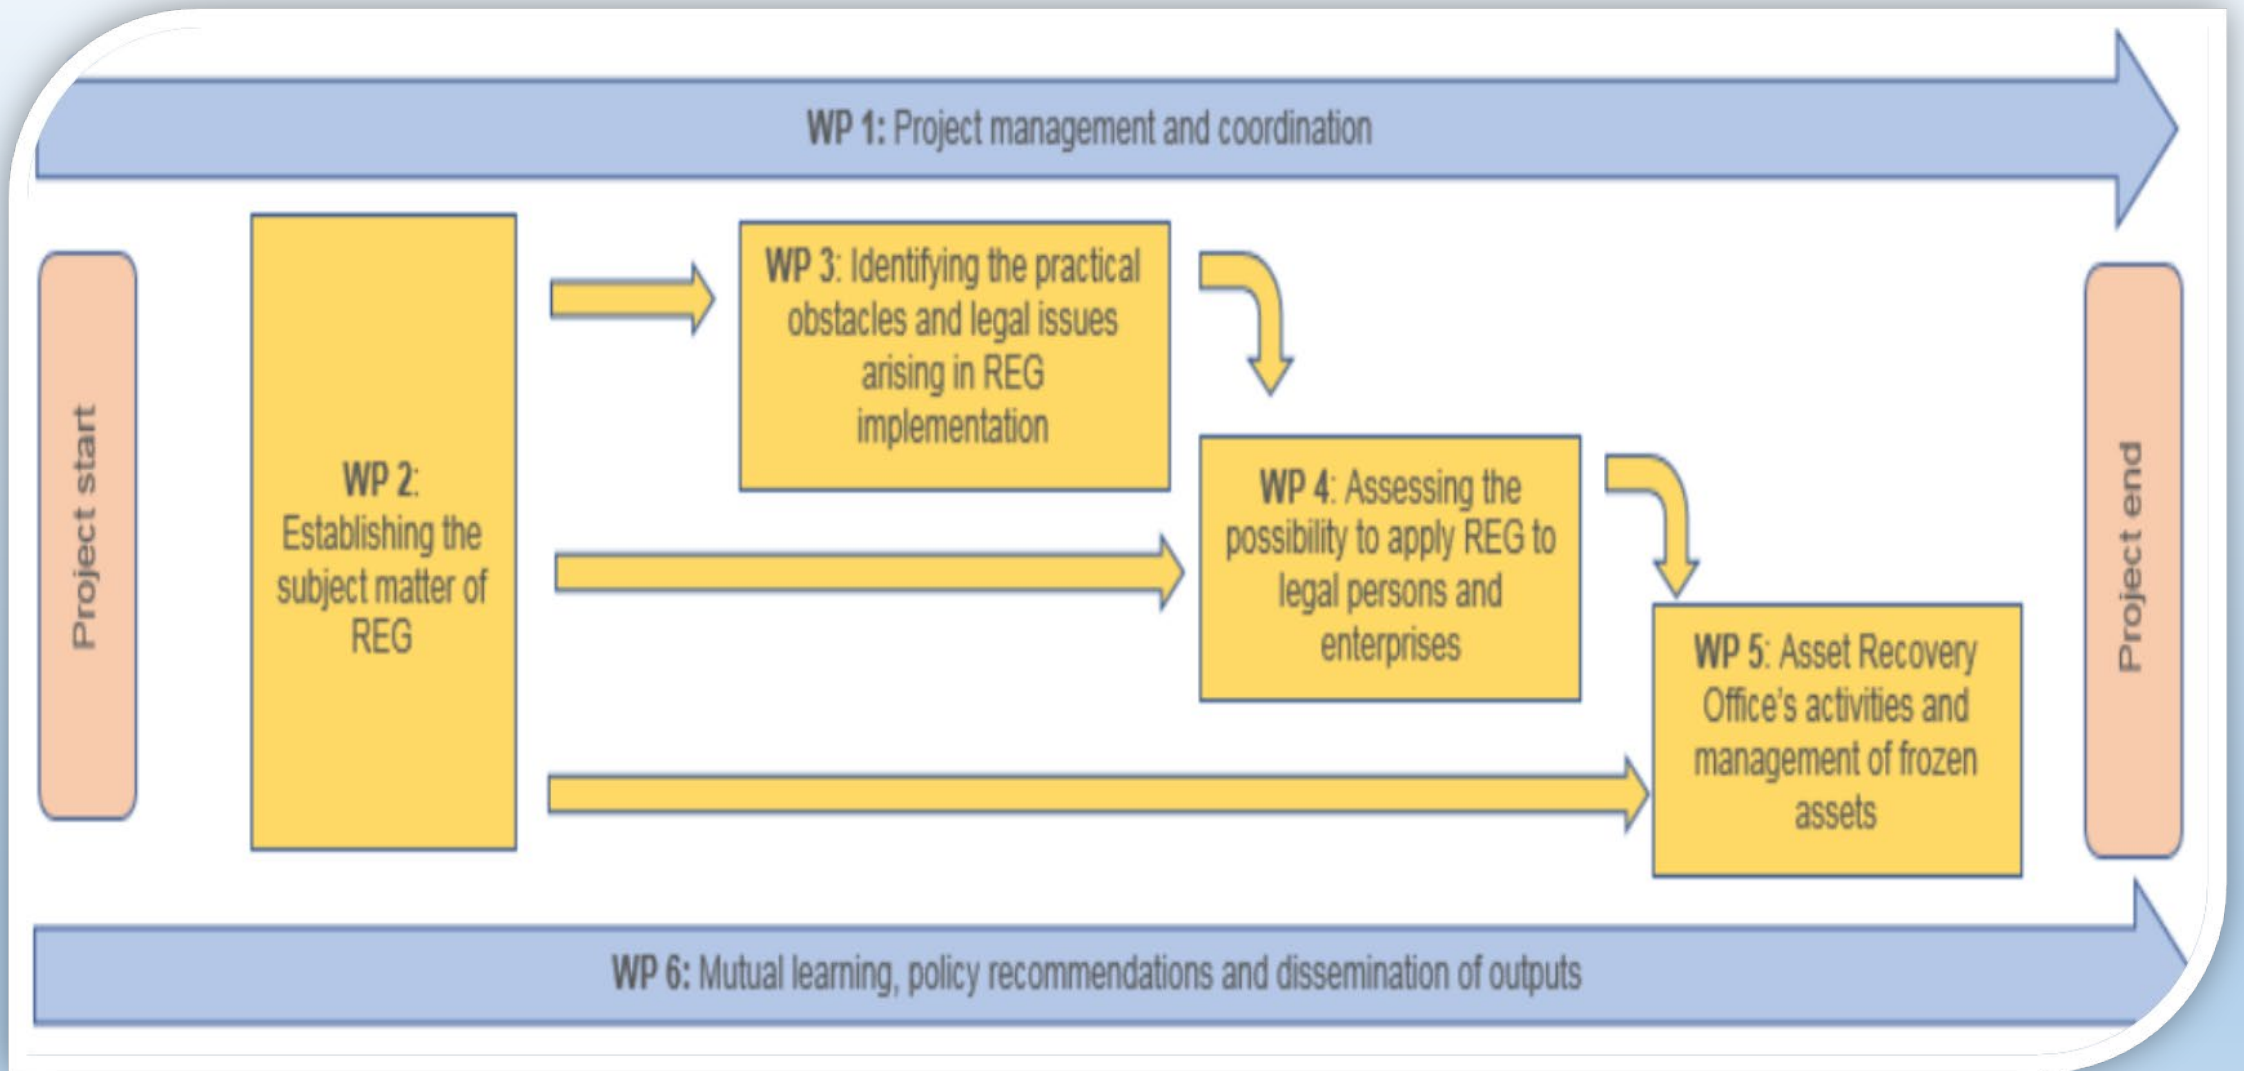 WP 1: Project management and coordination
Project start
WP 2:
Establishing the
subject matter of
REG
WP 3: Identifying the practical
obstacles and legal issues
arising in REG
implementation
WP 4: Assessing the
possibility to apply REG to
legal persons and
enterprises
WP 5: Asset Recovery
Office's activities and
management of frozen
assets
Project end
WP 6: Mutual learning, policy recommendations and dissemination of outputs